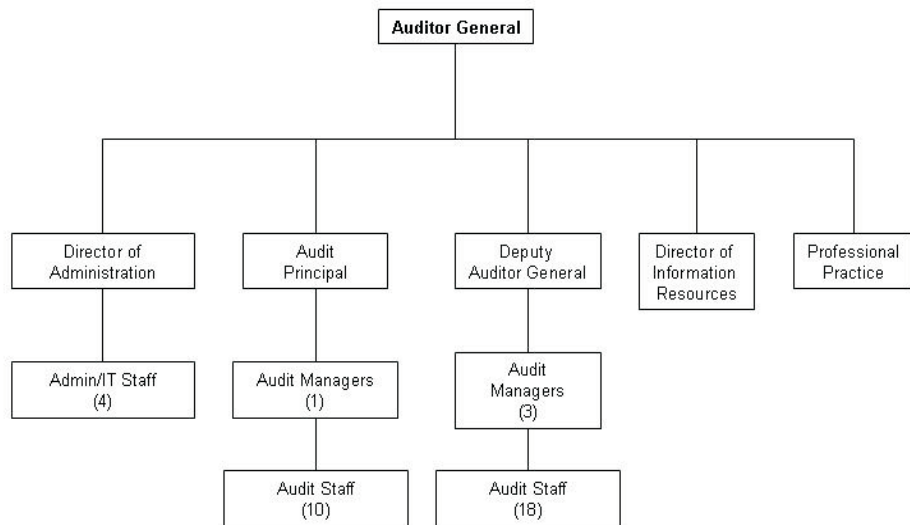 Auditor General
Director of
Administration
Audit
Principal
Deputy
Auditor General
Director of
Information
Resources
Professional
Practice
Admin/IT Staff
(4)
Audit Managers
(1)
Audit
Managers
(3)
Audit Staff
(10)
Audit Staff
(18)